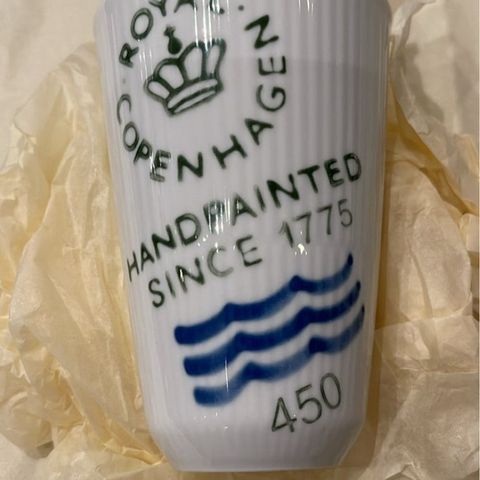 ROYAL
COPENHAGEN
HANDPAINTED
SINCE 1775
450